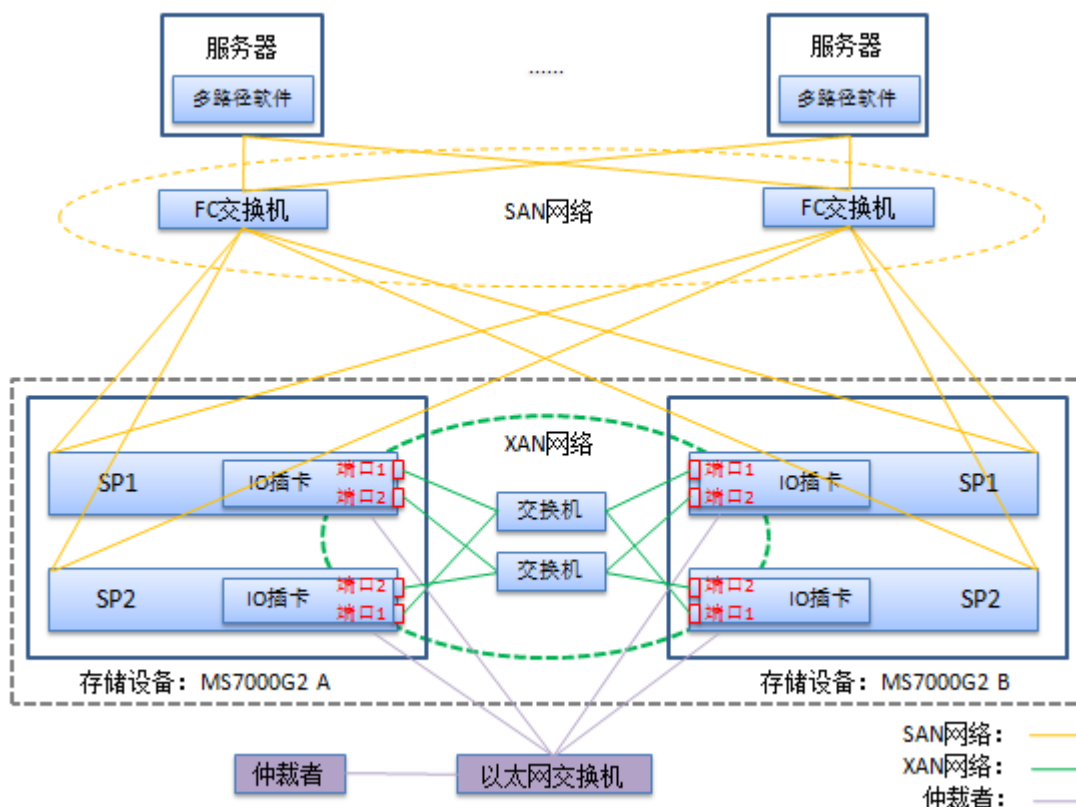 服务器
多路径软件
……
服务器
多路径软件
FC交换机
SAN网络
FC交换机
XAN网络
SP1
IO插卡
端口1
端口2
交换机
端口1
端口2
IO插卡
SP1
SP2
IO插卡
端口2
端口1
交换机
端口2
端口1
IO插卡
SP2
存储设备：MS7000G2 A
存储设备：MS7000G2 B
仲裁者
以太网交换机
SAN网络：
XAN网络：
仲裁者：